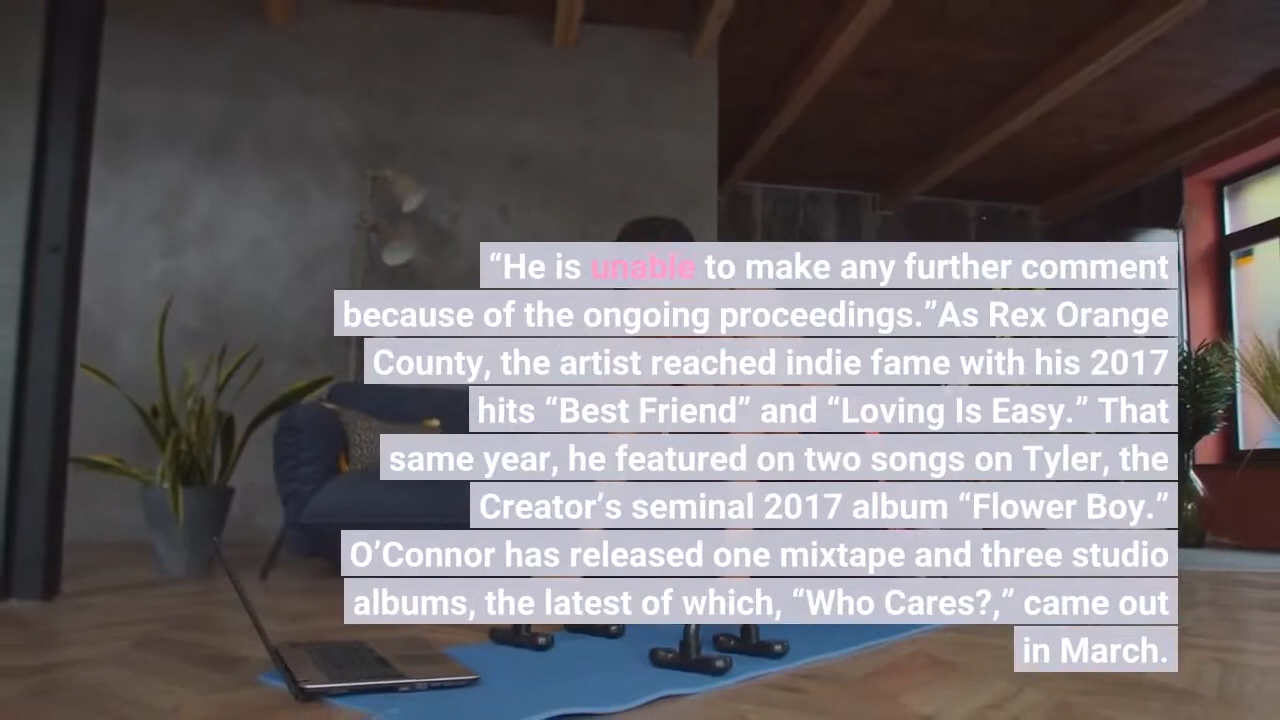 “He is unable to make any further comment
because of the ongoing proceedings.”As Rex Orange
County, the artist reached indie fame with his 2017
hits “Best Friend” and “Loving Is Easy.” That
same year, he featured on two songs on Tyler, the
Creator’s seminal 2017 album “Flower Boy.”
O’Connor has released one mixtape and three studio
albums, the latest of which, “Who Cares?,” came out
in March.